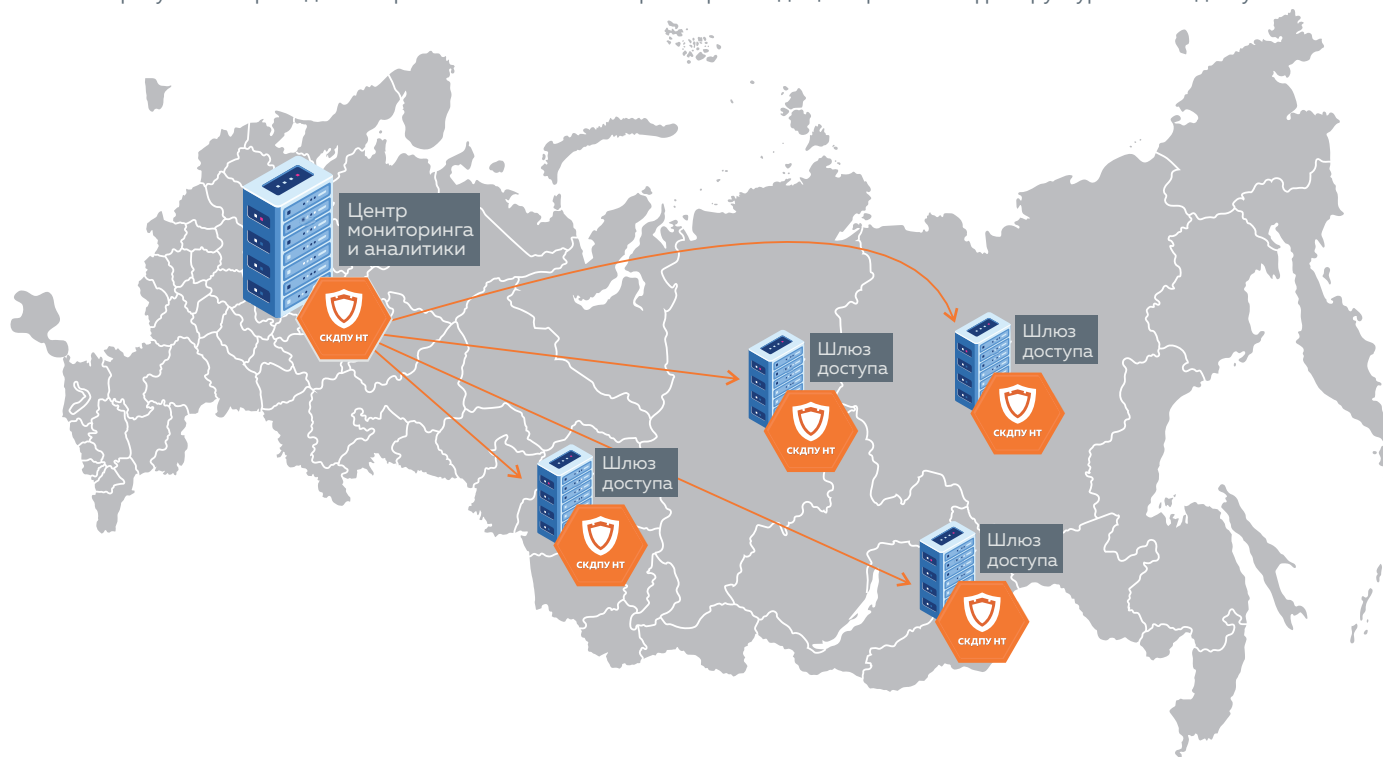 Центр
мониторинга
и аналитики
СКДПУ НТ
Шлюз
доступа
СКДПУ НТ
Шлюз
доступа
СКДПУ НТ
Шлюз
доступа
СКДПУ НТ
Шлюз
доступа
СКДПУ НТ